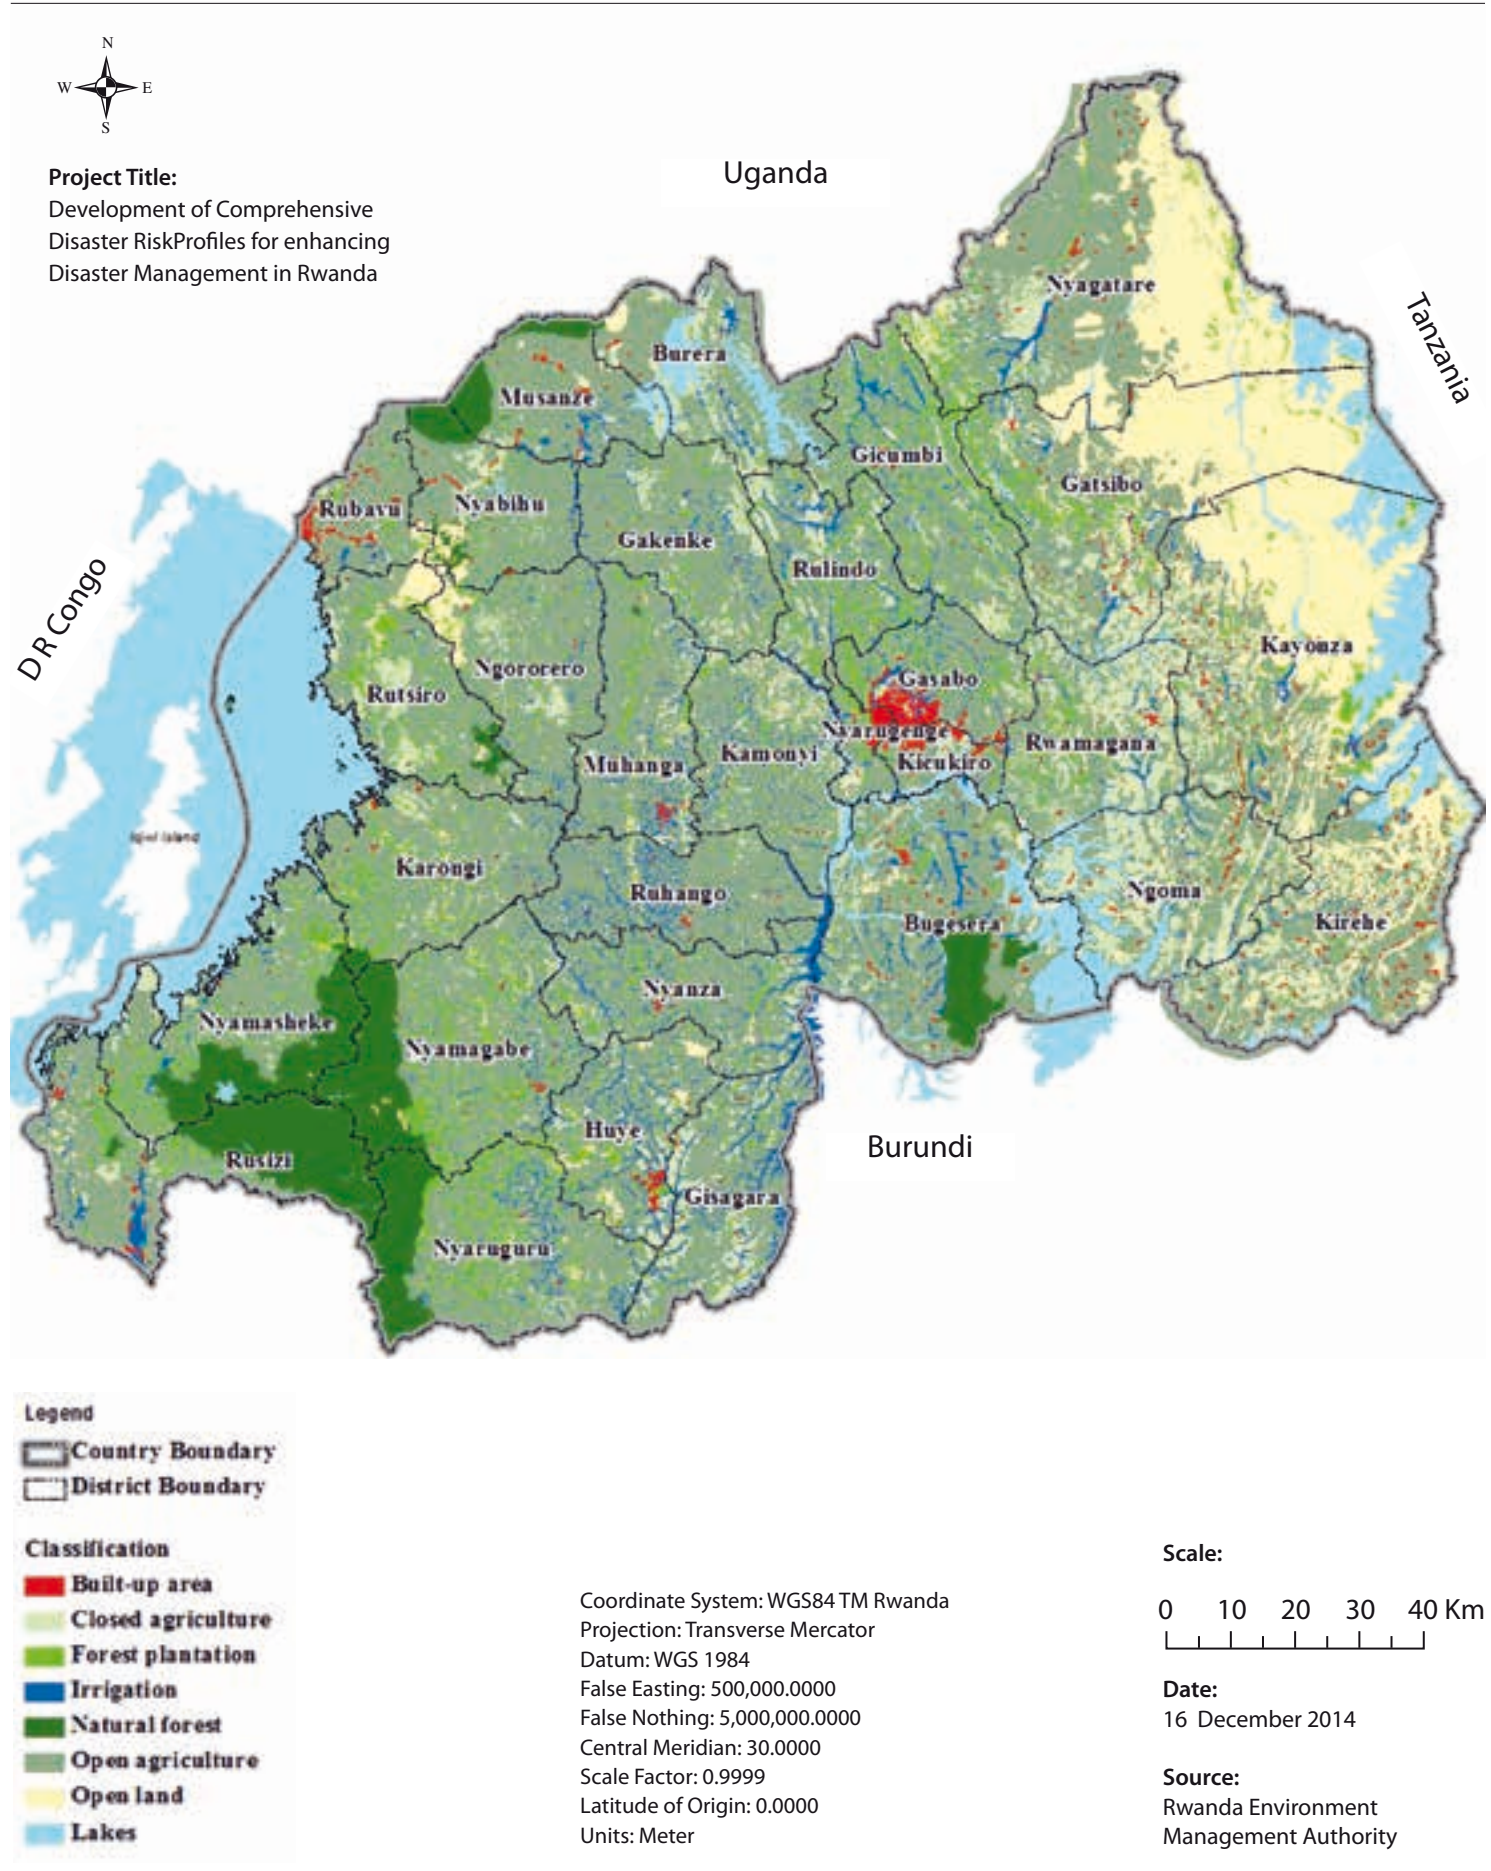 N
W E
S
Project Title:
Development of Comprehensive
Disaster RiskProfiles for enhancing
Disaster Management in Rwanda
Uganda
Tanzania
D R Congo
Burundi
Nyagatare
Burera
Musanze
Gicumbi
Gatsibo
Rubavu
Nyabihu
Gakenke
Rulindo
Kayonza
Ngororero
Rutsiro
Gasabo
Nyarugenge
Kicukiro
Rwamagana
Muhanga
Kamonyi
Karongi
Ruhango
Bugesera
Ngoma
Kirehe
Nyanza
Nyamasheke
Nyamagabe
Huye
Rusizi
Gisagara
Nyaruguru
Legend
Country Boundary
District Boundary
Classification
Built-up area
Closed agriculture
Forest plantation
Irrigation
Natural forest
Open agriculture
Open land
Lakes
Coordinate System: WGS84 TM Rwanda
Projection: Transverse Mercator
Datum: WGS 1984
False Easting: 500,000.0000
False Nothing: 5,000,000.0000
Central Meridian: 30.0000
Scale Factor: 0.9999
Latitude of Origin: 0.0000
Units: Meter
Scale:
0 10 20 30 40 Km
Date:
16 December 2014
Source:
Rwanda Environment
Management Authority